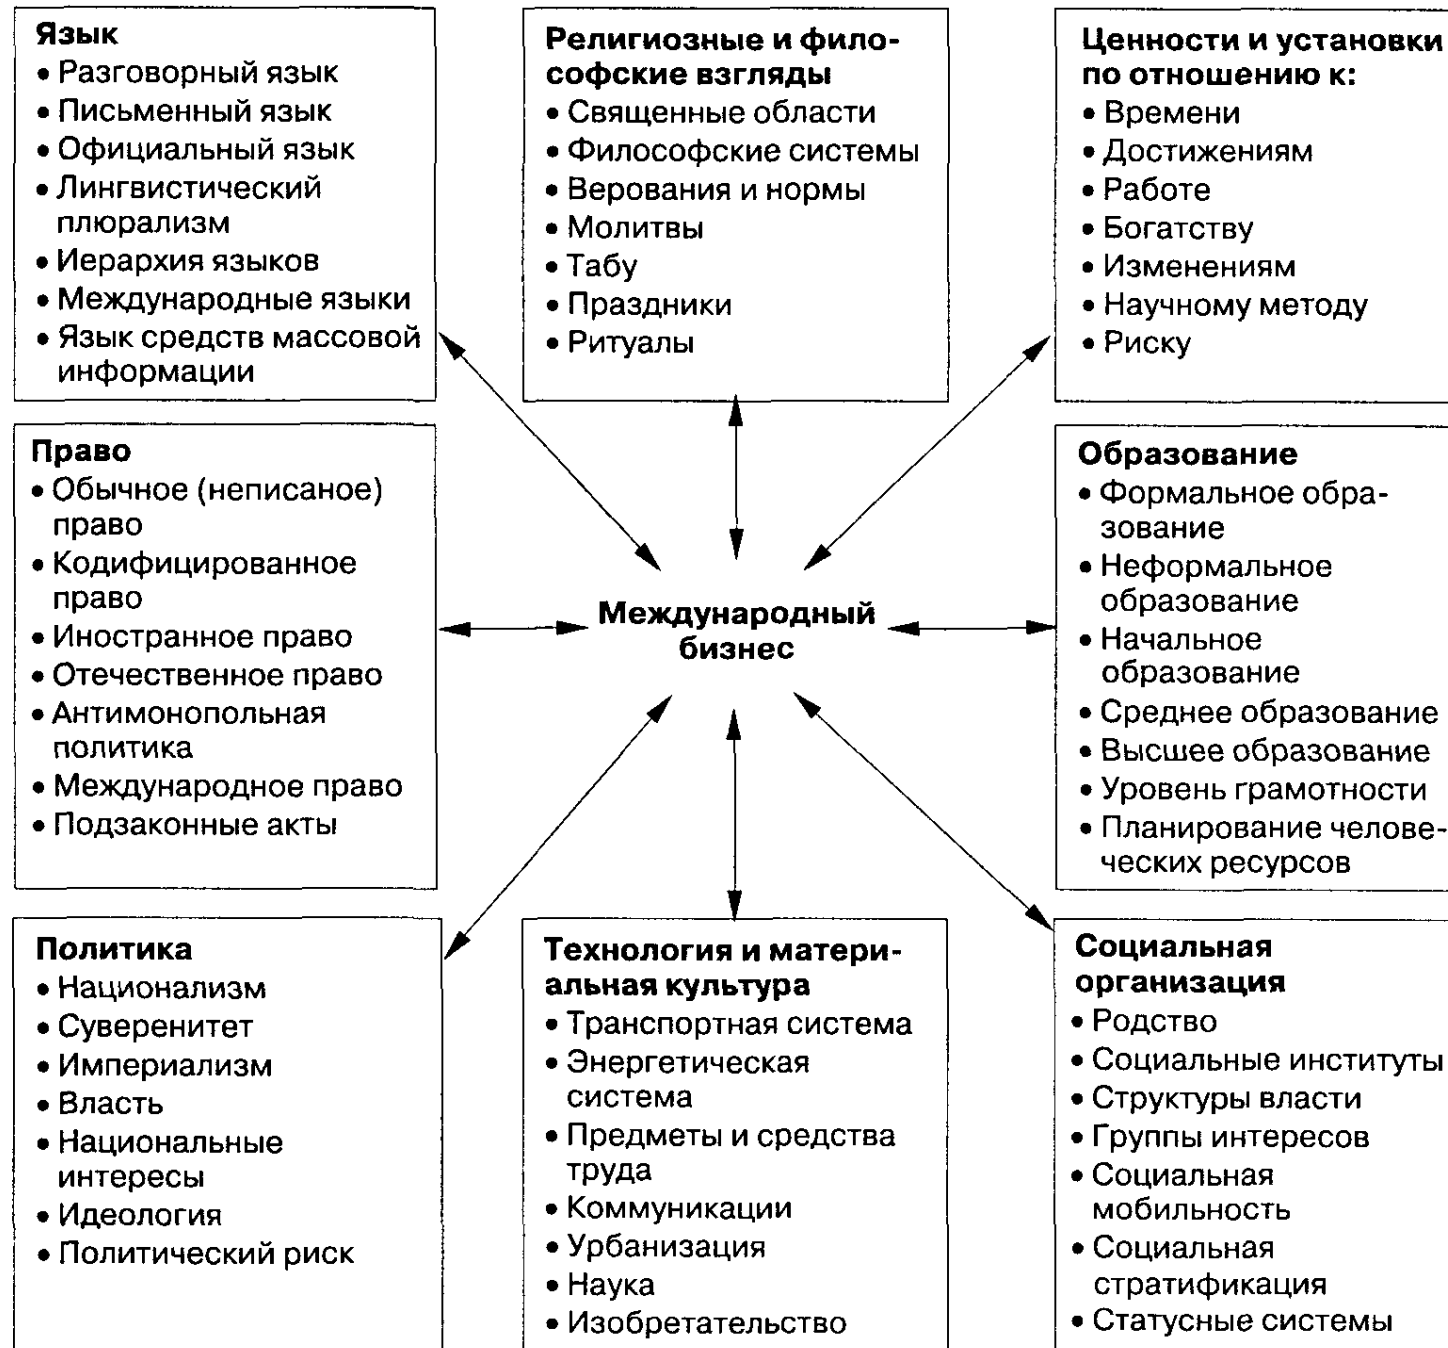 Язык
• Разговорный язык
• Письменный язык
• Официальный язык
• Лингвистический
плюрализм
• Иерархия языков
• Международные языки
• Язык средств массовой
информации
Религиозные и фило-
софские взгляды
• Священные области
• Философские системы
• Верования и нормы
• Молитвы
• Табу
• Праздники
• Ритуалы
Ценности и установки
по отношению к:
• Времени
• Достижениям
• Работе
• Богатству
• Изменениям
• Научному методу
• Риску
Право
• Обычное (неписаное)
право
• Кодифицированное
право
• Иностранное право
• Отечественное право
• Антимонопольная
политика
• Международное право
• Подзаконные акты
Международный
бизнес
Образование
• Формальное обра-
зование
• Неформальное
образование
• Начальное
образование
• Среднее образование
• Высшее образование
• Уровень грамотности
• Планирование челове-
ческих ресурсов
Политика
• Национализм
• Суверенитет
• Империализм
• Власть
• Национальные
интересы
• Идеология
• Политический риск
Технология и матери-
альная культура
• Транспортная система
• Энергетическая
система
• Предметы и средства
труда
• Коммуникации
• Урбанизация
• Наука
• Изобретательство
Социальная
организация
• Родство
• Социальные институты
• Структуры власти
• Группы интересов
• Социальная
мобильность
• Социальная
стратификация
• Статусные системы